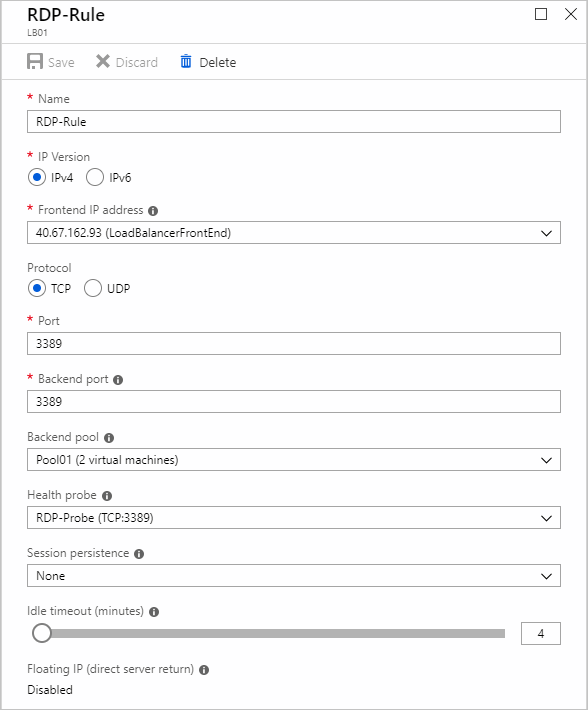 RDP-Rule
LB01
Save Discard Delete
* Name
RDP-Rule
* IP Version
IPv4 IPv6
* Frontend IP address
40.67.162.93 (LoadBalancerFrontEnd)
Protocol
TCP UDP
* Port
3389
* Backend port
3389
Backend pool
Pool01 (2 virtual machines)
Health probe
RDP-Probe (TCP:3389)
Session persistence
None
Idle timeout (minutes)
4
Floating IP (direct server return)
Disabled